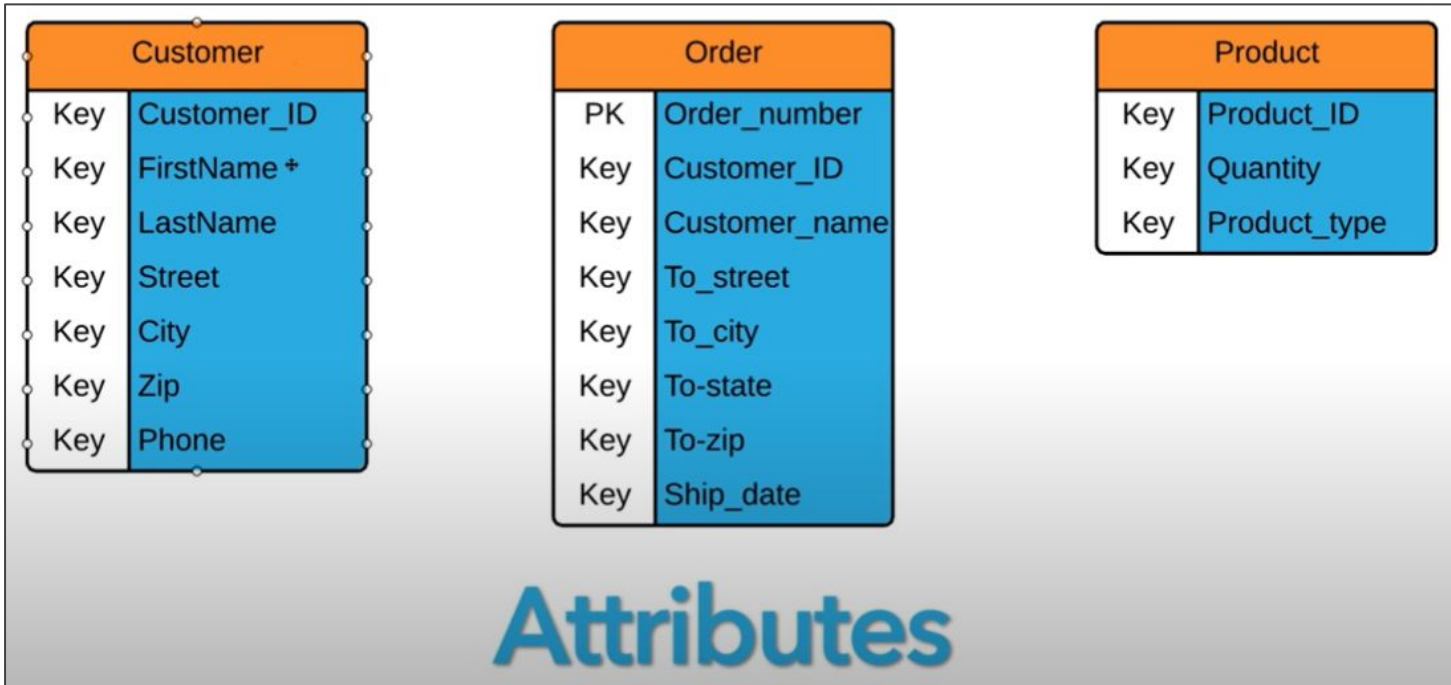 Customer
Key Customer_ID
Key FirstName
Key LastName
Key Street
Key City
Key Zip
Key Phone
Order
PK Order_number
Key Customer_ID
Key Customer_name
Key To_street
Key To_city
Key To-state
Key To-zip
Key Ship_date
Product
Key Product_ID
Key Quantity
Key Product_type
Attributes